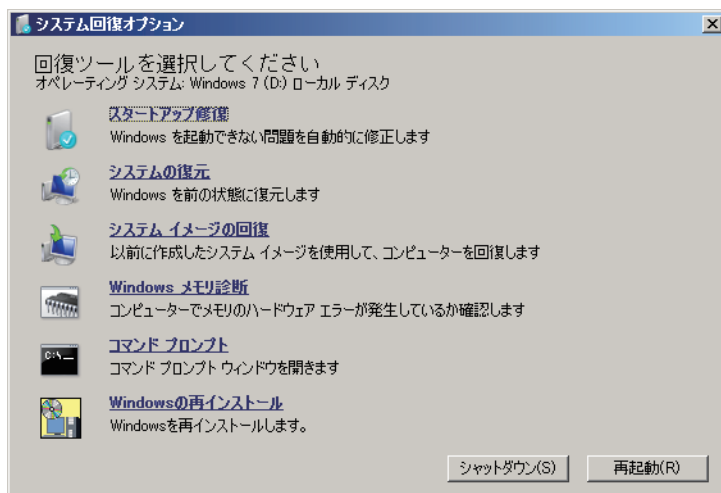 システム回復オプション
回復ツールを選択してください
オペレーティング システム: Windows 7 (D:) ローカル ディスク
スタートアップ修復
Windows を起動できない問題を自動的に修正します
システムの復元
Windows を前の状態に復元します
システム イメージの回復
以前に作成したシステム イメージを使用して、コンピューターを回復します
Windows メモリ診断
コンピューターでメモリのハードウェア エラーが発生しているか確認します
C:\_
コマンド プロンプト
コマンド プロンプト ウィンドウを開きます
Windowsの再インストール
Windowsを再インストールします。
シャットダウン(S) 再起動(R)